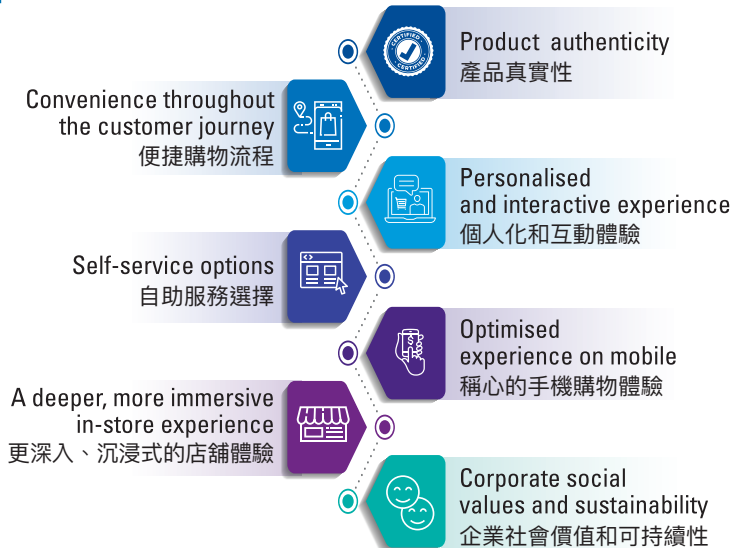 CERTIFIED
CERTIFIED
Product authenticity
產品真實性
Convenience throughout
the customer journey
便捷購物流程
Personalised
and interactive experience
個人化和互動體驗
Self-service options
自助服務選擇
Optimised
experience on mobile
稱心的手機購物體驗
A deeper, more immersive
in-store experience
更深入、沉浸式的店舖體驗
Corporate social
values and sustainability
企業社會價值和可持續性